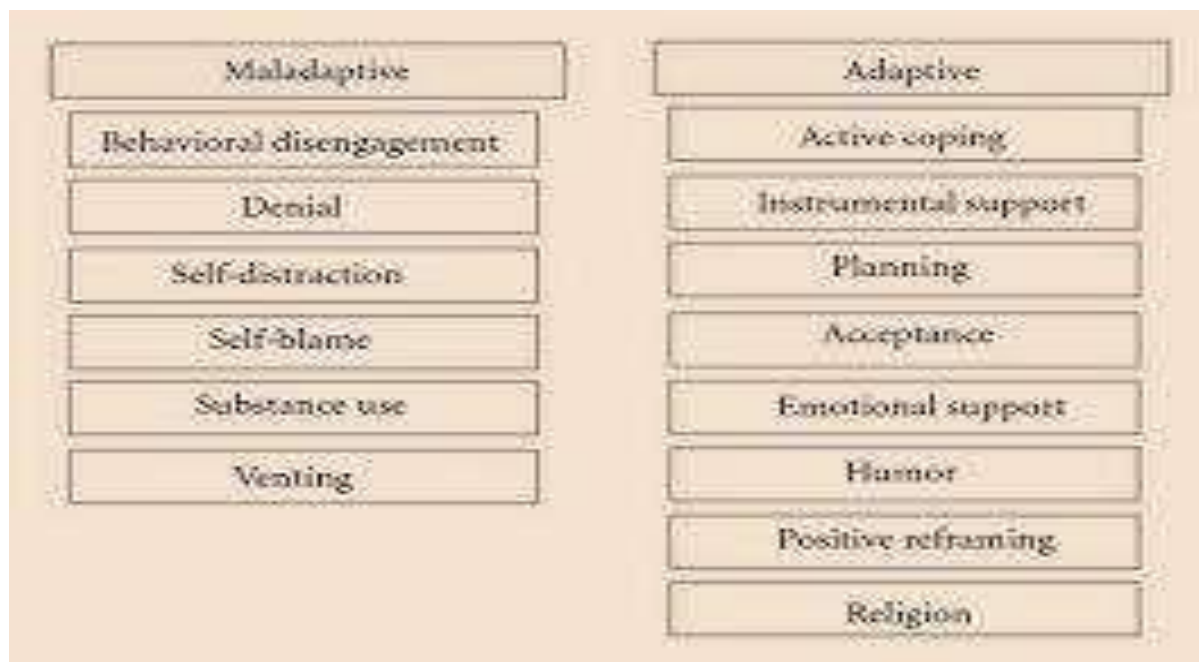 Maladaptive
Behavioral disengagement
Denial
Self-distraction
Self-blame
Substance use
Venting
Adaptive
Active coping
Instrumental support
Planning
Acceptance
Emotional support
Humor
Positive reframing
Religion